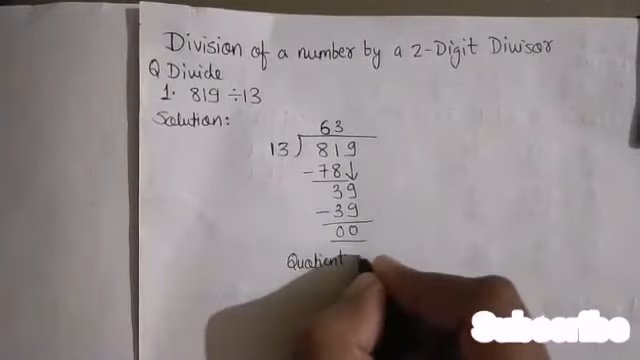 Division of a number by a 2-Digit Divisor
Q Divide
1. 819 ÷ 13
Solution:
63
13 ) 819
- 78↓
39
- 39
00
Quotient
Subscribe